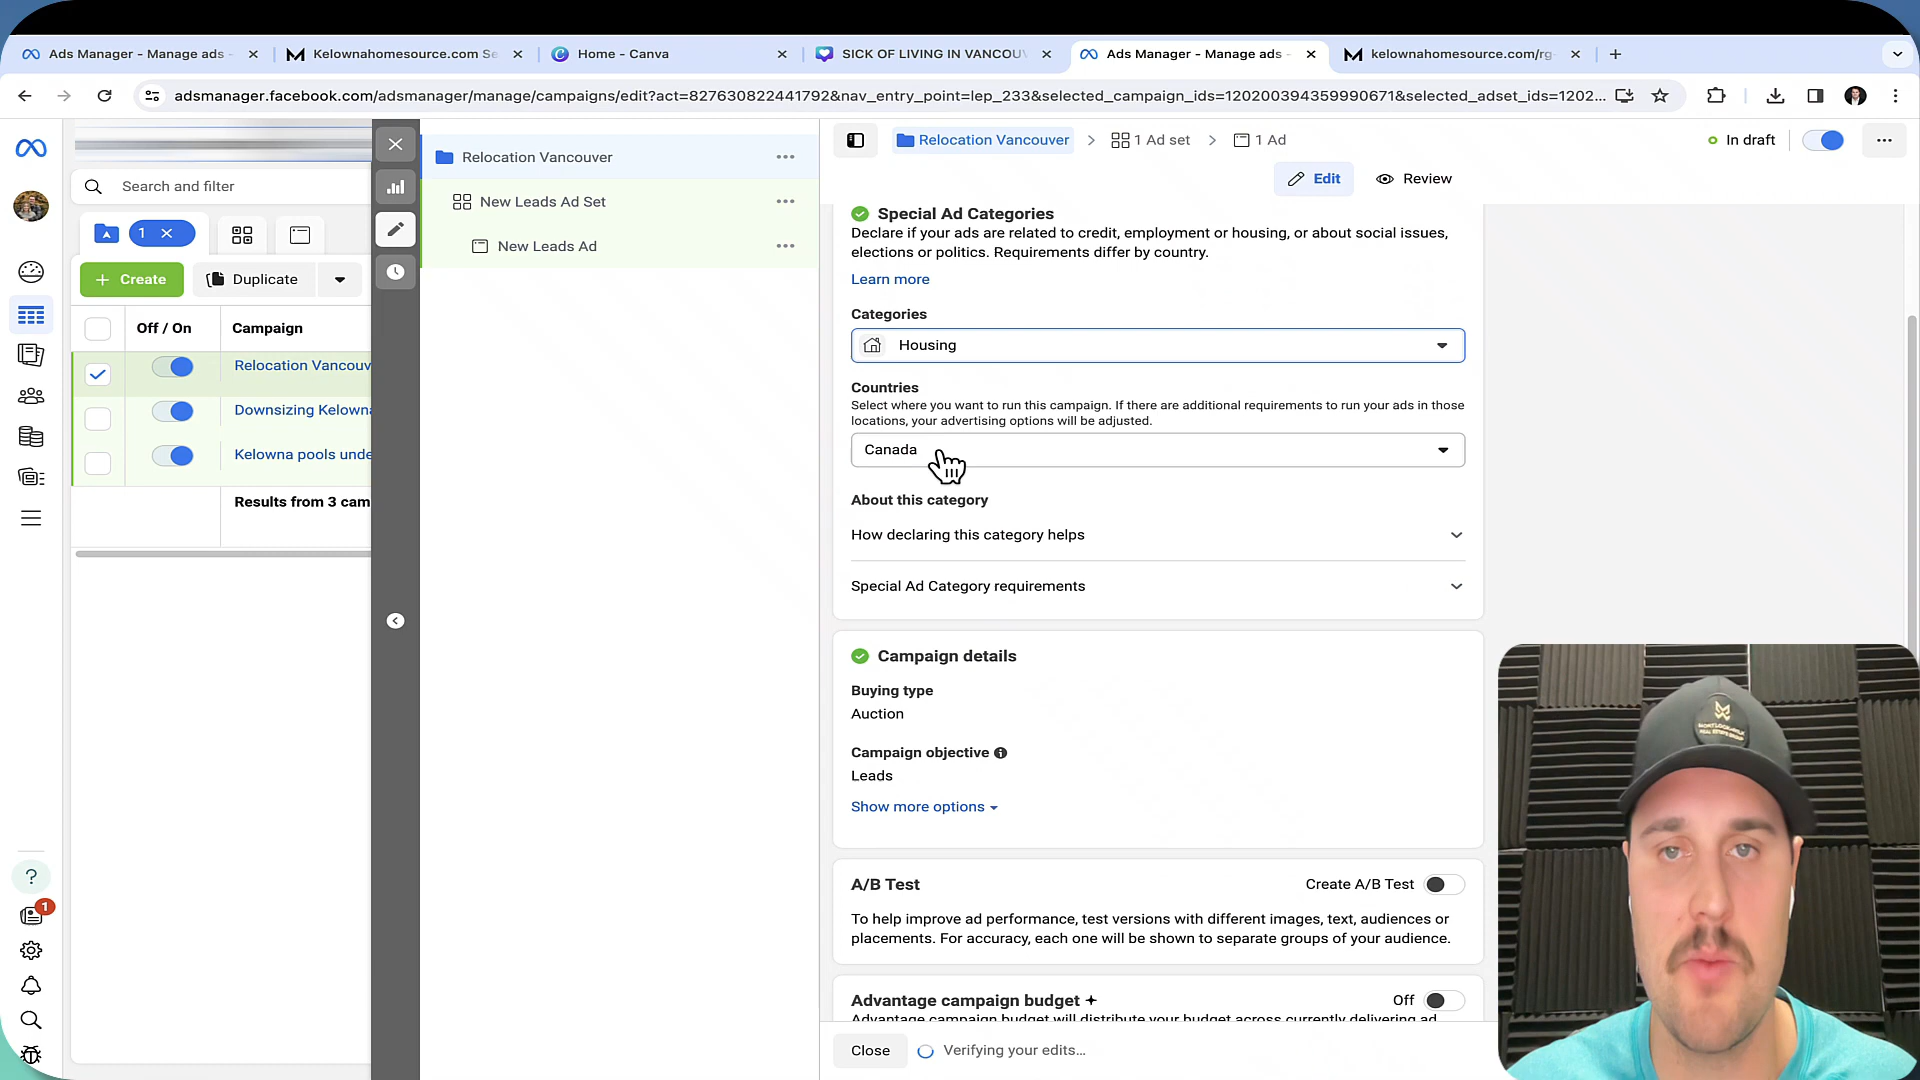 Ads Manager - Manage ads -
Kelownahomesource.com Se
Home - Canva
SICK OF LIVING IN VANCOU
Ads Manager - Manage ads -
kelownahomesource.com/rg
adsmanager.facebook.com/adsmanager/manage/campaigns/edit?act=827630822441792&nav_entry_point=lep_233&selected_campaign_ids=120200394359990671&selected_adset_ids=1202...
Search and filter
1
Create
Duplicate
Off / On
Campaign
Relocation Vancouv
Downsizing Kelown
Kelowna pools unde
Results from 3 cam
1
Relocation Vancouver
New Leads Ad Set
New Leads Ad
Relocation Vancouver
1 Ad set
1 Ad
In draft
Edit
Review
Special Ad Categories
Declare if your ads are related to credit, employment or housing, or about social issues,
elections or politics. Requirements differ by country.
Learn more
Categories
Housing
Countries
Select where you want to run this campaign. If there are additional requirements to run your ads in those
locations, your advertising options will be adjusted.
Canada
About this category
How declaring this category helps
Special Ad Category requirements
Campaign details
Buying type
Auction
Campaign objective
Leads
Show more options
A/B Test
Create A/B Test
To help improve ad performance, test versions with different images, text, audiences or
placements. For accuracy, each one will be shown to separate groups of your audience.
Advantage campaign budget
Off
Advantage campaign budget will distribute your budget across currently delivering ad
Close
Verifying your edits...
REAL ESTATE GROUP